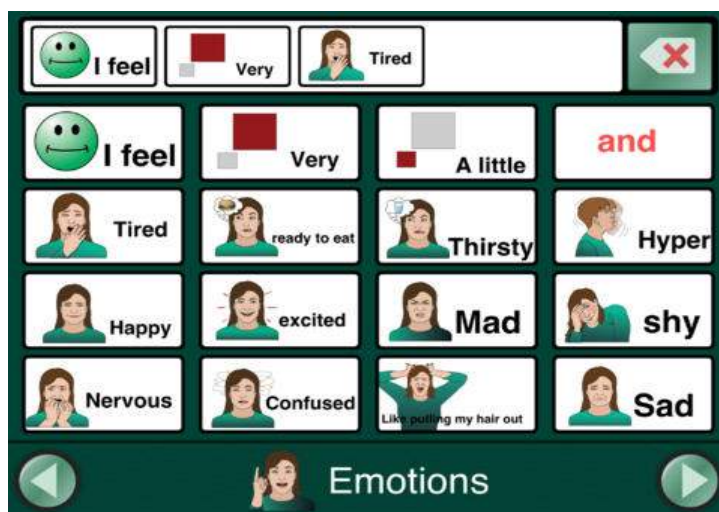 I feel Very Tired
I feel Very A little and
Tired ready to eat Thirsty Hyper
Happy excited Mad shy
Nervous Confused Like pulling my hair out Sad
Emotions